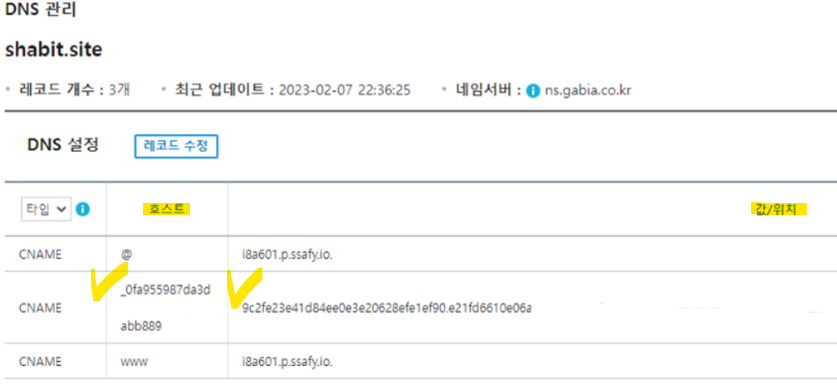 DNS 관리
shabit.site
• 레코드 개수 : 3개 • 최근 업데이트 : 2023-02-07 22:36:25 • 네임서버 : ns.gabia.co.kr
DNS 설정 레코드 수정
타입 호스트 값/위치
CNAME @ i8a601.p.ssafy.io.
CNAME _0fa955987da3d
abb889 9c2fe23e41d84ee0e3e20628efe1ef90.e21fd6610e06a
CNAME www i8a601.p.ssafy.io.